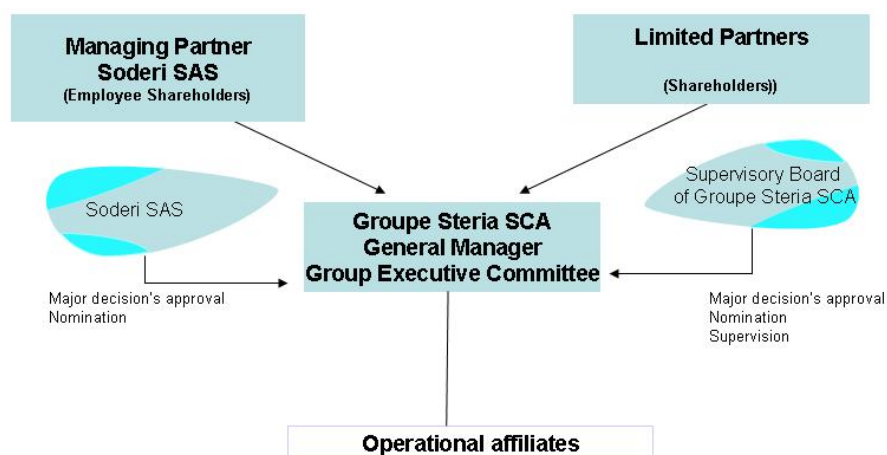 Managing Partner
Soderi SAS
(Employee Shareholders)
Limited Partners
(Shareholders))
Soderi SAS
Supervisory Board
of Groupe Steria SCA
Groupe Steria SCA
General Manager
Group Executive Committee
Major decision's approval
Nomination
Major decision's approval
Nomination
Supervision
Operational affiliates